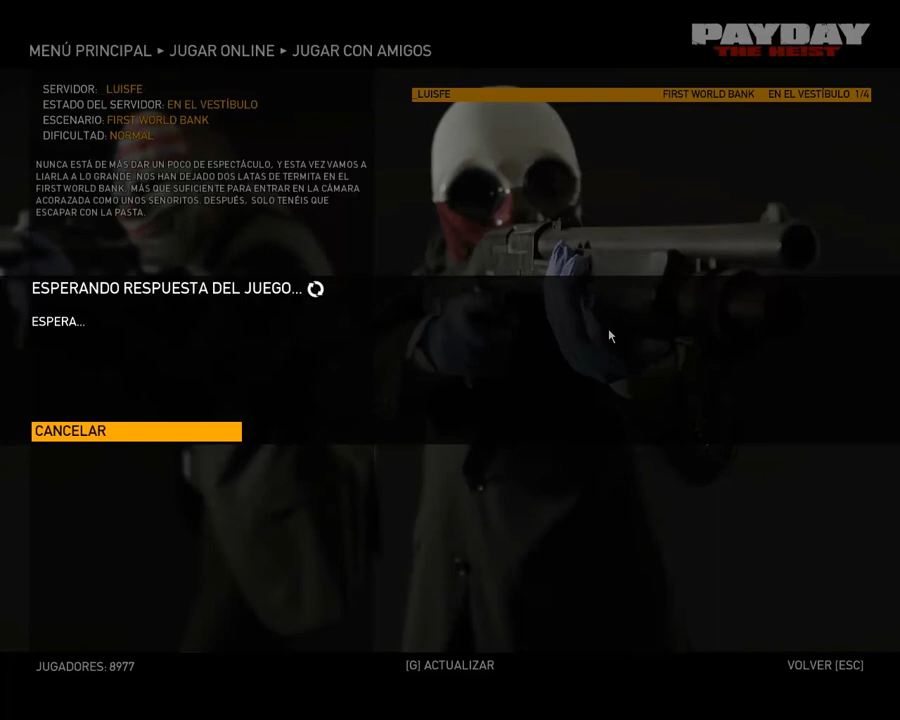 MENÚ PRINCIPAL ▸ JUGAR ONLINE ▸ JUGAR CON AMIGOS
PAYDAY
THE HEIST
SERVIDOR: _LUISFE
ESTADO DEL SERVIDOR: EN EL VESTÍBULO
ESCENARIO: FIRST WORLD BANK
DIFICULTAD: NORMAL
_LUISFE FIRST WORLD BANK EN EL VESTÍBULO 1/4
NUNCA ESTÁ DE MÁS DAR UN POCO DE ESPECTÁCULO, Y ESTA VEZ VAMOS A
LIARLA A LO GRANDE. NOS HAN DEJADO DOS LATAS DE TERMITA EN EL
FIRST WORLD BANK. MÁS QUE SUFICIENTE PARA ENTRAR EN LA CÁMARA
ACORAZADA COMO UNOS SEÑORITOS. DESPUÉS, SOLO TENÉIS QUE
ESCAPAR CON LA PASTA.
ESPERANDO RESPUESTA DEL JUEGO...
ESPERA...
CANCELAR
JUGADORES: 8977
[G] ACTUALIZAR
VOLVER [ESC]